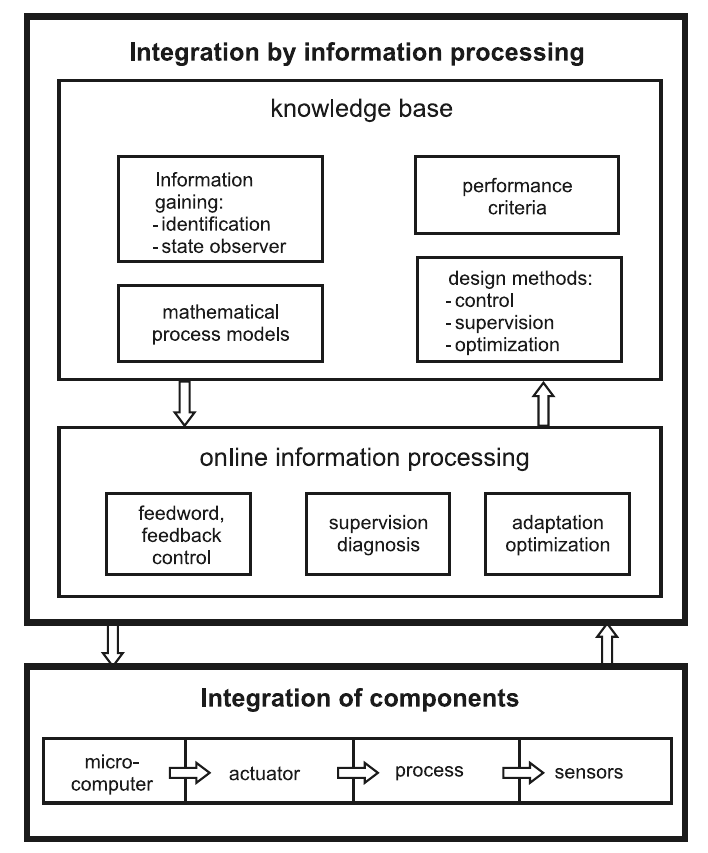 Integration by information processing
knowledge base
Information
gaining:
- identification
- state observer
performance
criteria
mathematical
process models
design methods:
- control
- supervision
- optimization
online information processing
feedword,
feedback
control
supervision
diagnosis
adaptation
optimization
Integration of components
micro-
computer
actuator
process
sensors